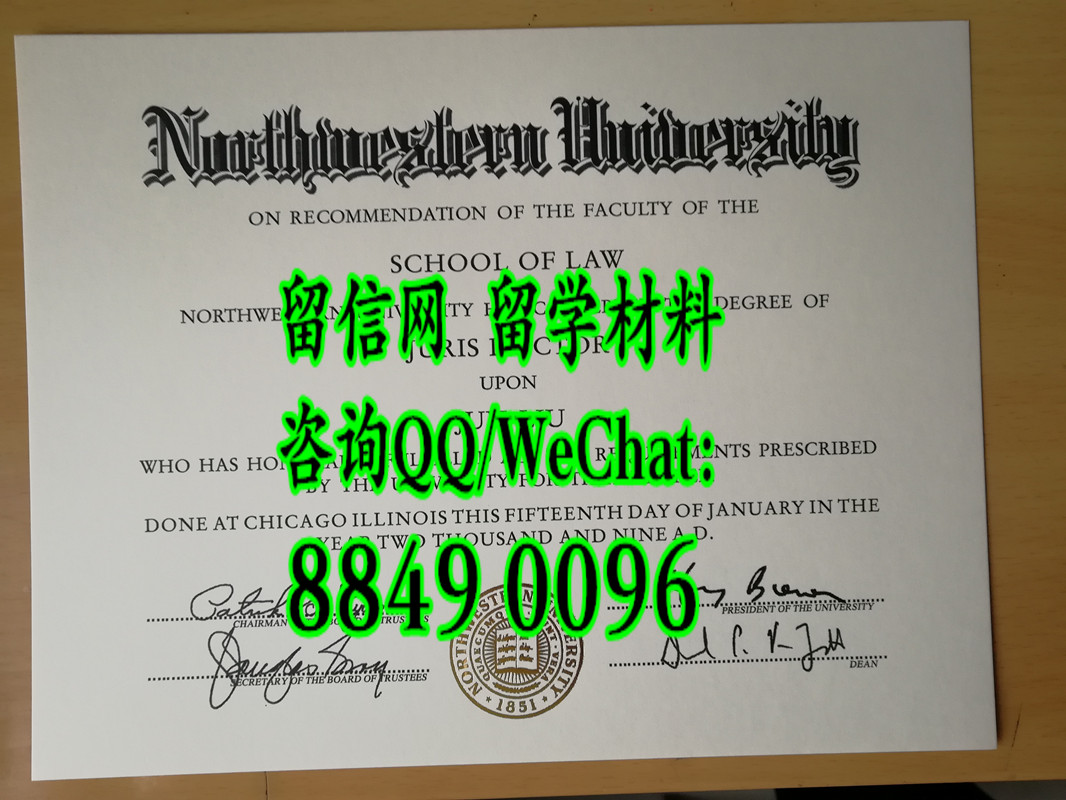 Northwestern University
ON RECOMMENDATION OF THE FACULTY OF THE
SCHOOL OF LAW
留信网 留学材料
DEGREE OF
JURIS
UPON
咨询QQ/WeChat:
WHO HAS PRESCRIBED
BY THE
DONE AT CHICAGO ILLINOIS THIS FIFTEENTH DAY OF JANUARY IN THE
YEAR TWO THOUSAND AND NINE A.D.
8849 0096
CHAIRMAN
PRESIDENT OF THE UNIVERSITY
SECRETARY OF THE BOARD OF TRUSTEES
DEAN
1851